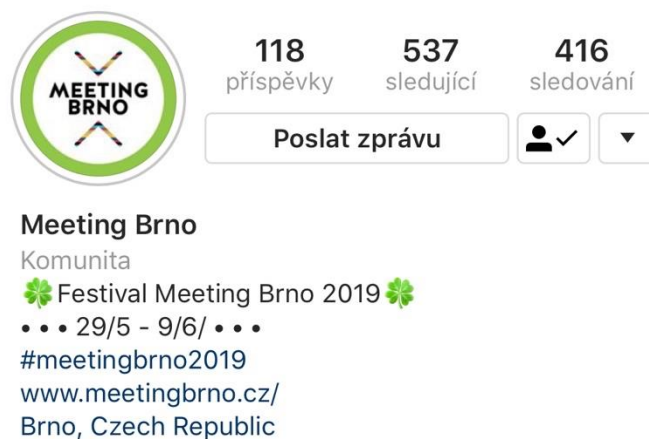 MEETING
BRNO
118 537 416
příspěvky sledující sledování
Poslat zprávu
Meeting Brno
Komunita
🍀Festival Meeting Brno 2019🍀
• • • 29/5 - 9/6/ • • •
#meetingbrno2019
www.meetingbrno.cz/
Brno, Czech Republic